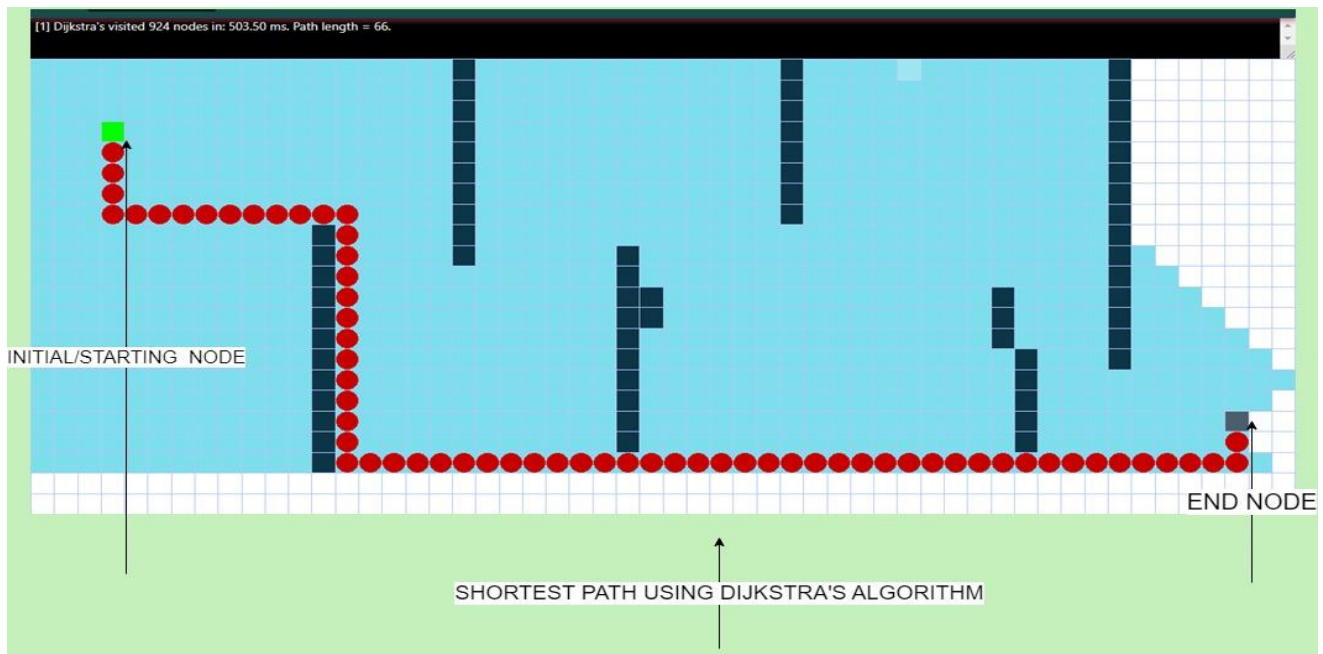 [1] Dijkstra's visited 924 nodes in: 503.50 ms. Path length = 66.
INITIAL/STARTING NODE
END NODE
SHORTEST PATH USING DIJKSTRA'S ALGORITHM